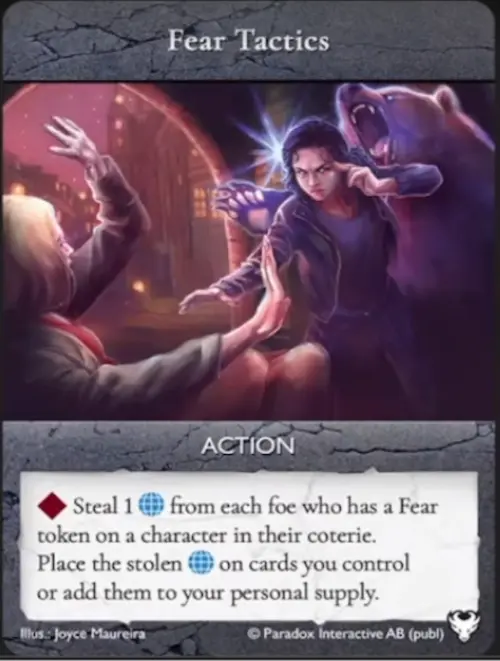 Fear Tactics
ACTION
Steal 1 from each foe who has a Fear
token on a character in their coterie.
Place the stolen on cards you control
or add them to your personal supply.
Illus.: Joyce Maureira © Paradox Interactive AB (publ)